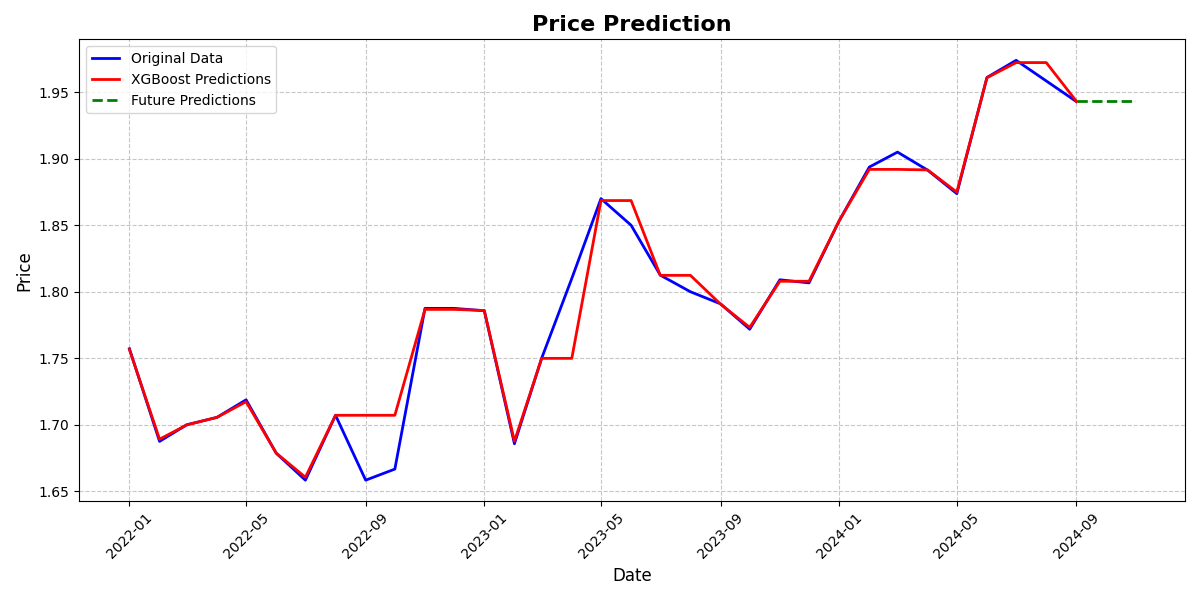 Price Prediction
Original Data
XGBoost Predictions
Future Predictions
1.95
1.90
1.85
1.80
1.75
1.70
1.65
Price
2022-01
2022-05
2022-09
2023-01
2023-05
2023-09
2024-01
2024-05
2024-09
Date